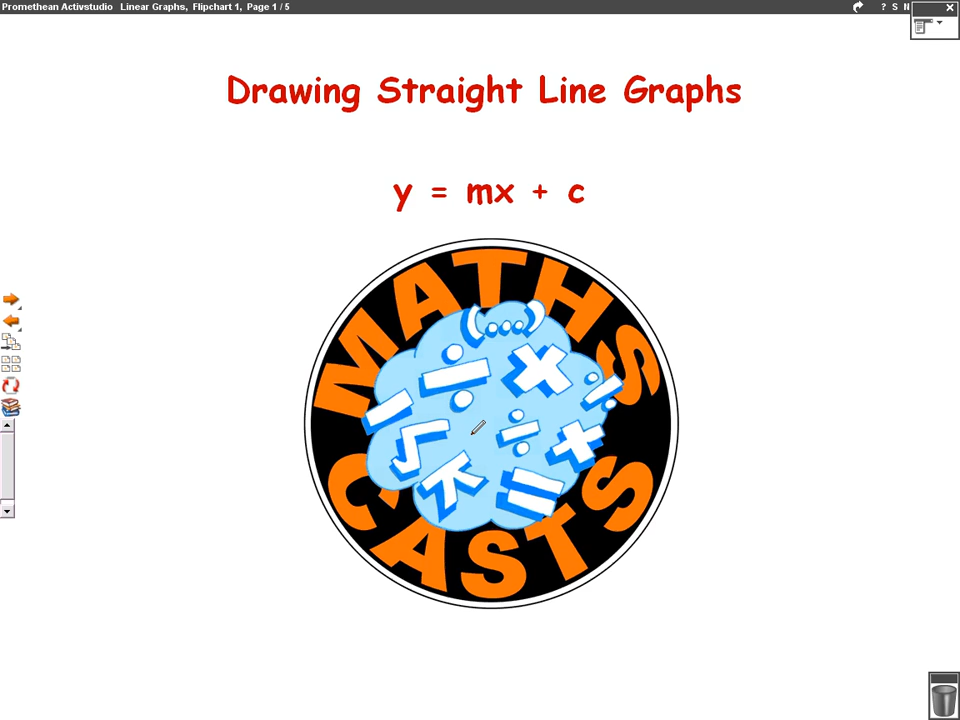 Promethean Activstudio Linear Graphs, Flipchart 1, Page 1 / 5
? S N
Drawing Straight Line Graphs
y = mx + c
MATHS
CASTS